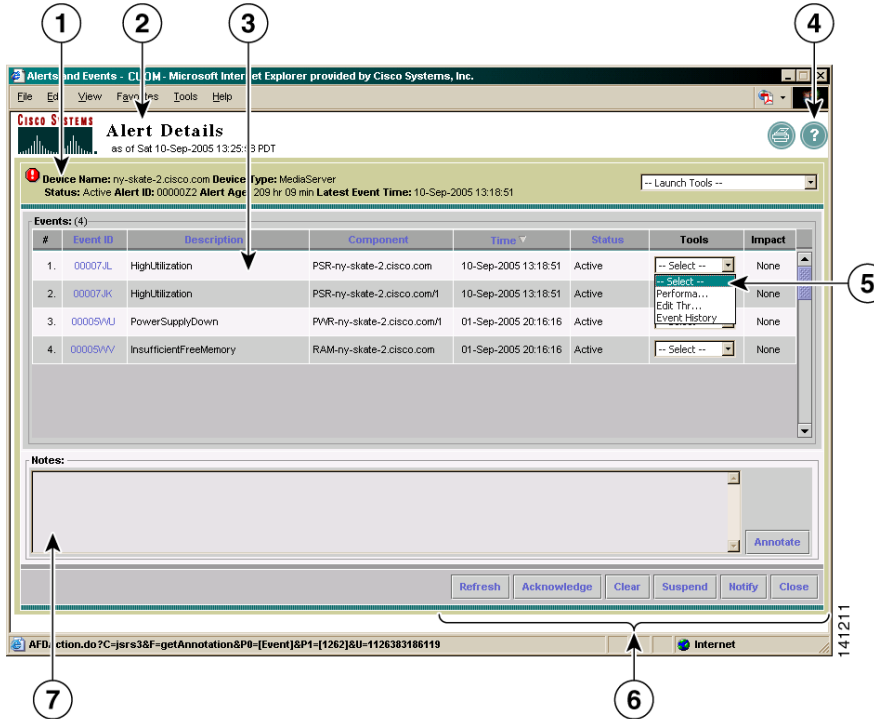 1 2 3 4
Alerts and Events - CUOM - Microsoft Internet Explorer provided by Cisco Systems, Inc.
File Edit View Favorites Tools Help
CISCO SYSTEMS
Alert Details
as of Sat 10-Sep-2005 13:25:98 PDT
?
Device Name: ny-skate-2.cisco.com Device Type: MediaServer
Status: Active Alert ID: 00000Z2 Alert Age: 209 hr 09 min Latest Event Time: 10-Sep-2005 13:18:51
-- Launch Tools --
Events: (4)
# Event ID Description Component Time Status Tools Impact
1. 00007JL HighUtilization PSR-ny-skate-2.cisco.com 10-Sep-2005 13:18:51 Active -- Select -- None
-- Select --
5
2. 00007JK HighUtilization PSR-ny-skate-2.cisco.com/1 10-Sep-2005 13:18:51 Active Performa... None
Edit Thr...
Event History
3. 00005WU PowerSupplyDown PWR-ny-skate-2.cisco.com/1 01-Sep-2005 20:16:16 Active None
4. 00005WV InsufficientFreeMemory RAM-ny-skate-2.cisco.com 01-Sep-2005 20:16:16 Active -- Select -- None
Notes:
Annotate
Refresh Acknowledge Clear Suspend Notify Close
AFDAction.do?C=jsrs3&F=getAnnotation&P0=[Event]&P1=[1262]&U=1126383186119
Internet
141211
7 6